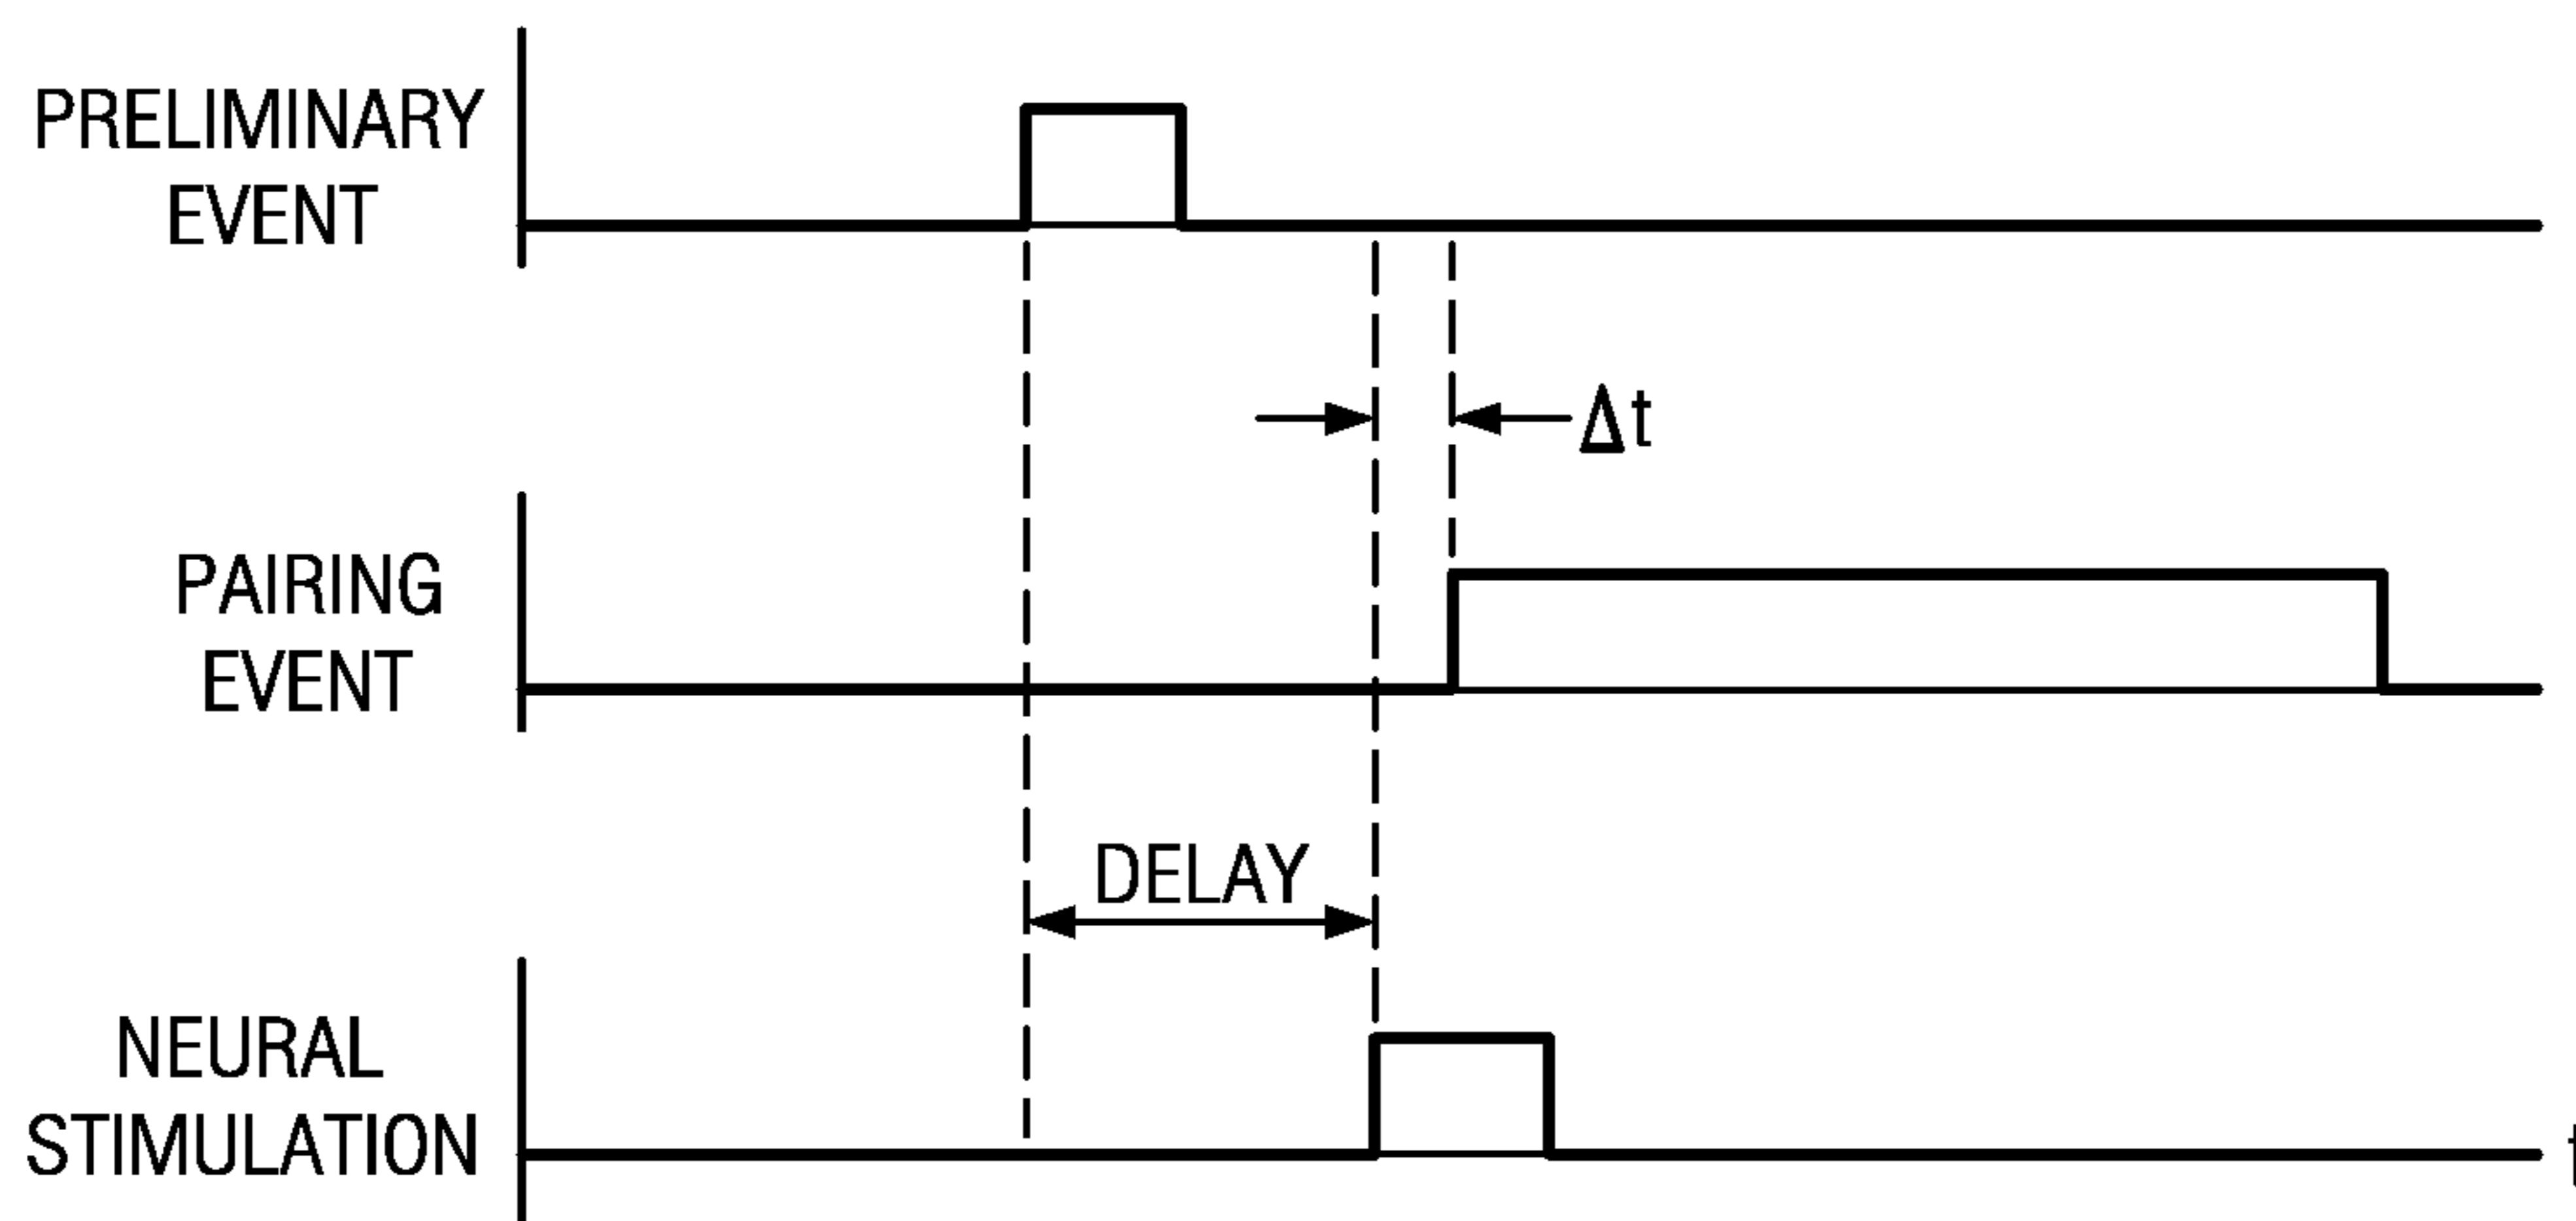 PRELIMINARY
EVENT
Δt
PAIRING
EVENT
DELAY
NEURAL
STIMULATION
t